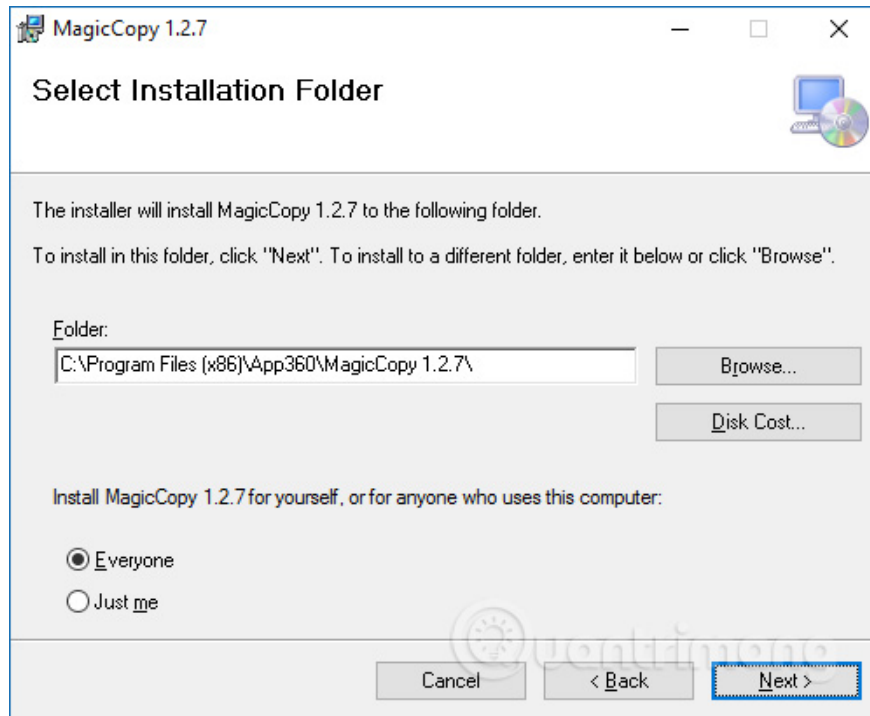 MagicCopy 1.2.7
Select Installation Folder
The installer will install MagicCopy 1.2.7 to the following folder.
To install in this folder, click "Next". To install to a different folder, enter it below or click "Browse".
Folder:
C:\Program Files (x86)\App360\MagicCopy 1.2.7\
Browse...
Disk Cost...
Install MagicCopy 1.2.7 for yourself, or for anyone who uses this computer:
Everyone
Just me
Quantrimang
Cancel
< Back
Next >